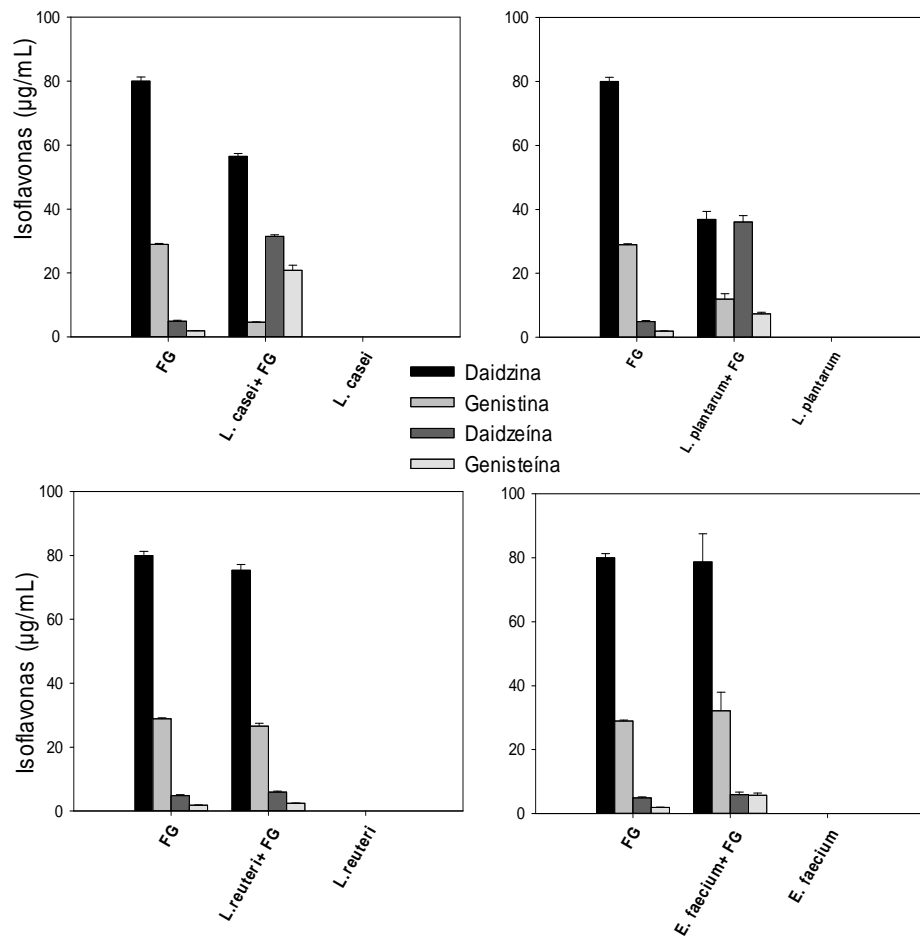 100
80
60
40
20
0
Isoflavonas (µg/mL)
FG
L. casei+ FG
L. casei
100
80
60
40
20
0
FG
L. plantarum+ FG
L. plantarum
Daidzina
Genistina
Daidzeína
Genisteína
100
80
60
40
20
0
Isoflavonas (µg/mL)
FG
L.reuteri+ FG
L.reuteri
100
80
60
40
20
0
FG
E. faecium+ FG
E. faecium